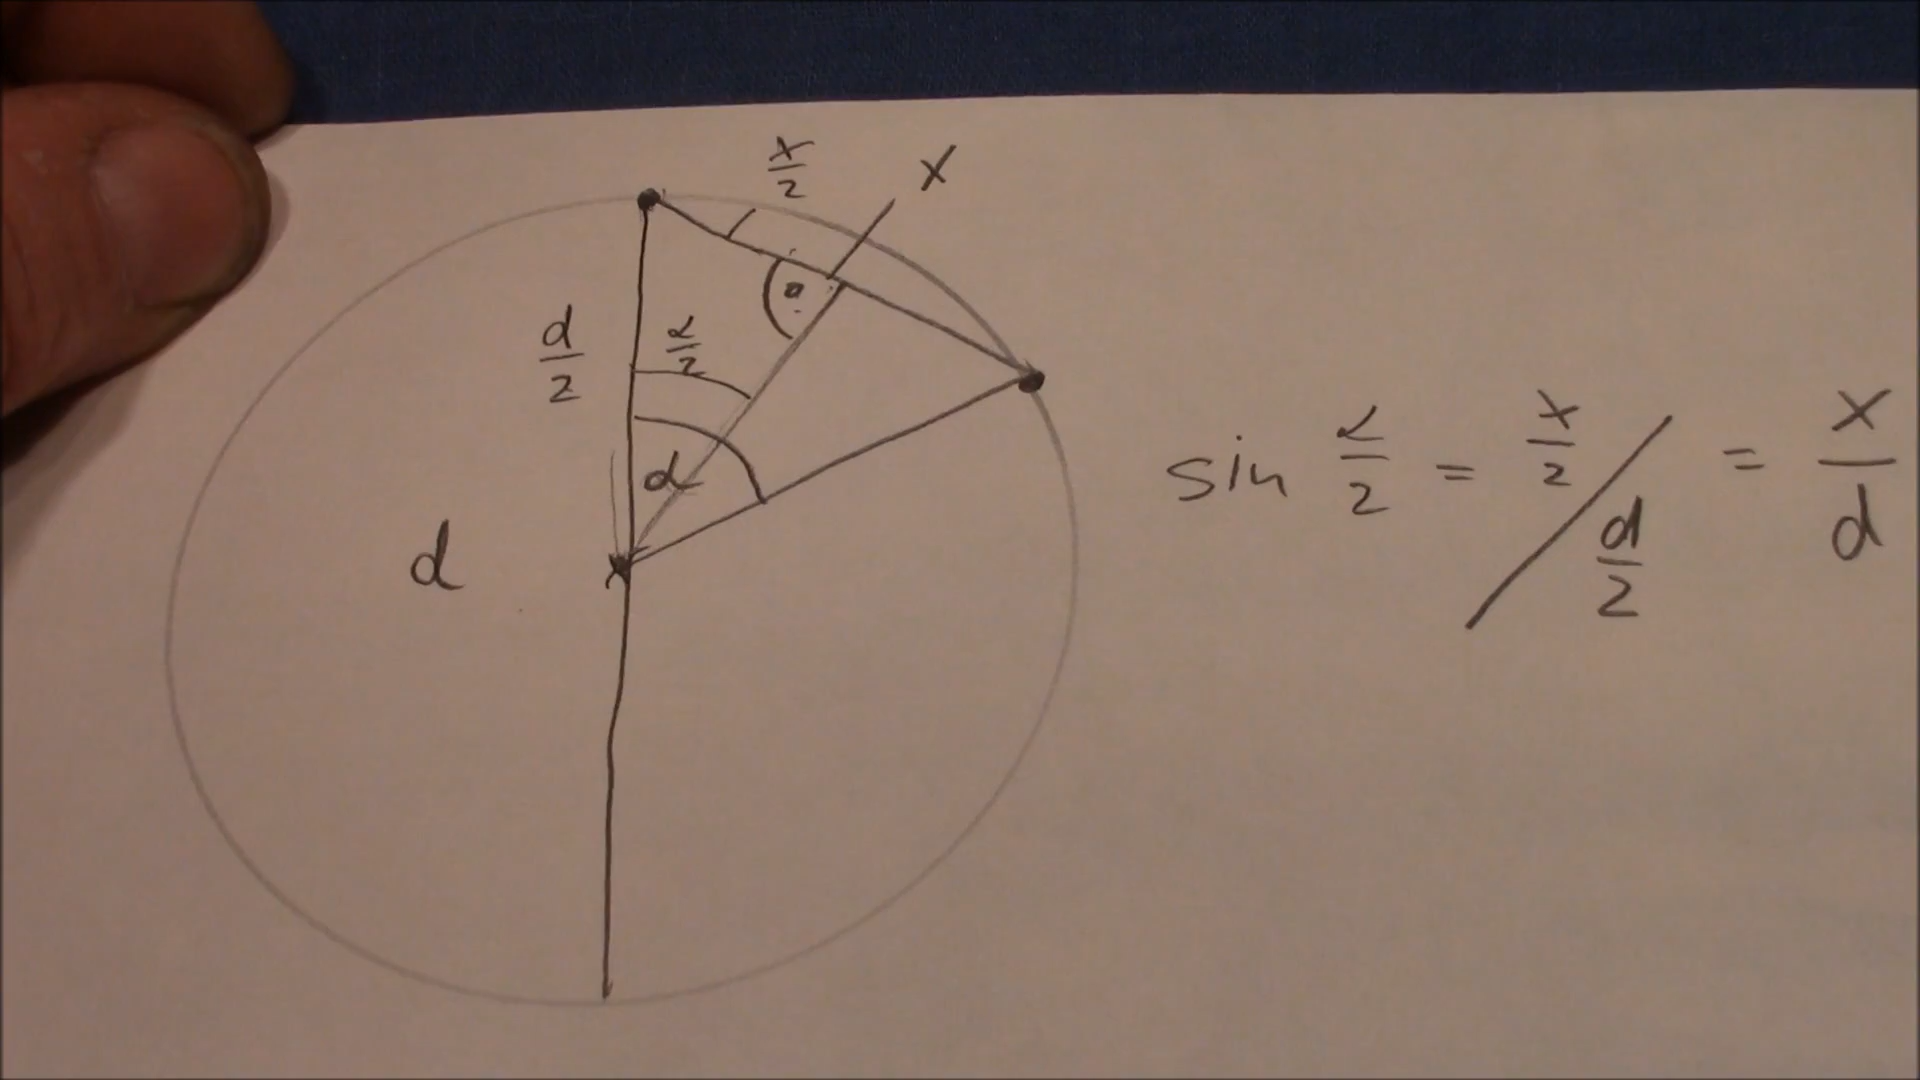 x/2
x
d/2
α/2
α
d
sin α/2 = x/2 / d/2 = x/d